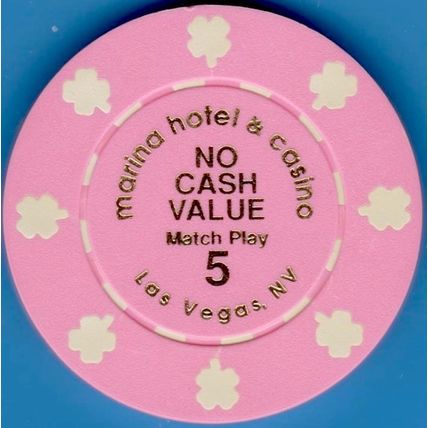 marina hotel & casino
NO
CASH
VALUE
Match Play
5
Las Vegas, NV